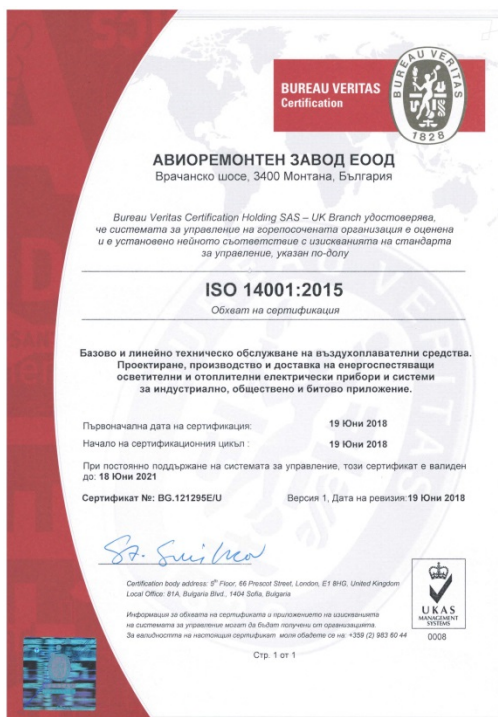 BUREAU VERITAS
Certification
BUREAU VERITAS
1828
АВИОРЕМОНТЕН ЗАВОД ЕООД
Врачанско шосе, 3400 Монтана, България
Bureau Veritas Certification Holding SAS – UK Branch удостоверява,
че системата за управление на горепосочената организация е оценена
и е установено нейното съответствие с изискванията на стандарта
за управление, указан по-долу
ISO 14001:2015
Обхват на сертификация
Базово и линейно техническо обслужване на въздухоплавателни средства.
Проектиране, производство и доставка на енергоспестяващи
осветителни и отоплителни електрически прибори и системи
за индустриално, обществено и битово приложение.
Първоначална дата на сертификация: 19 Юни 2018
Начало на сертификационния цикъл : 19 Юни 2018
При постоянно поддържане на системата за управление, този сертификат е валиден
до: 18 Юни 2021
Сертификат №: BG.121295E/U Версия 1, Дата на ревизия:19 Юни 2018
Certification body address: 5th Floor, 66 Prescot Street, London, E1 8HG, United Kingdom
Local Office: 81A, Bulgaria Blvd., 1404 Sofia, Bulgaria
Информация за обхвата на сертификата и приложението на изискванията
на системата за управление могат да бъдат получени от организацията.
За валидността на настоящия сертификат моля обадете се на: +359 (2) 983 60 44
Стр. 1 от 1
UKAS
MANAGEMENT
SYSTEMS
0008